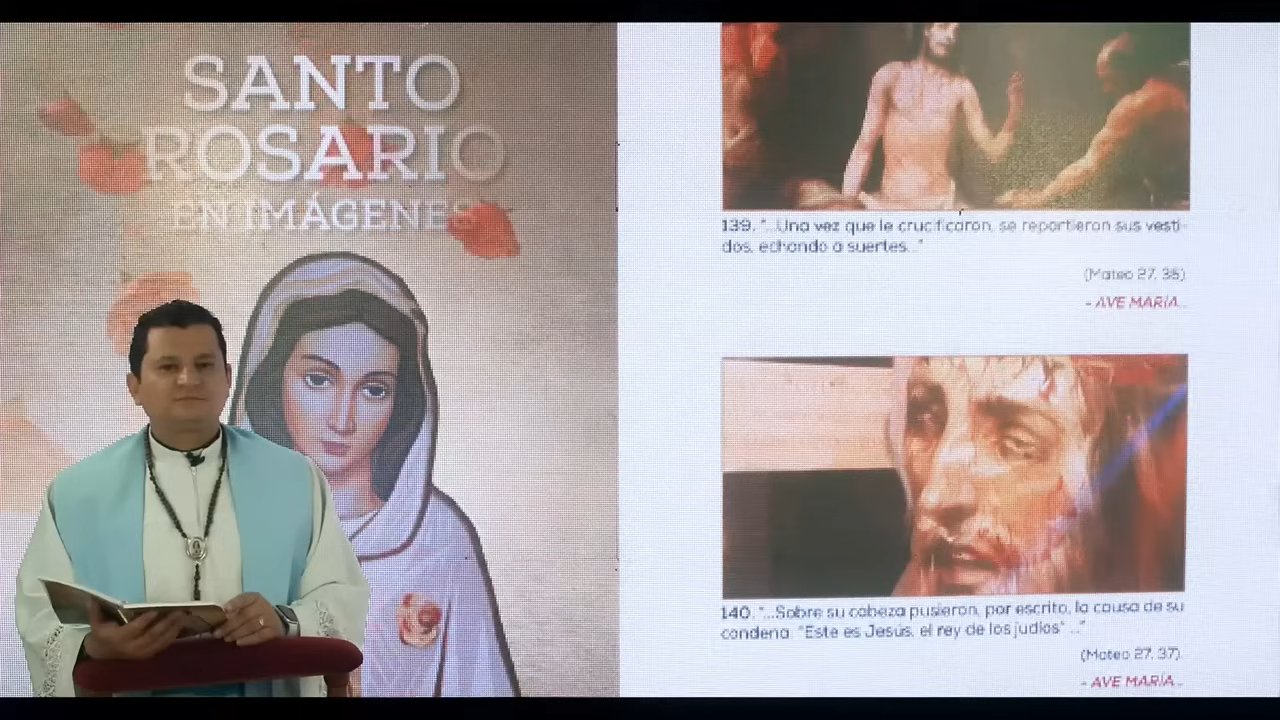 SANTO
ROSARIO
EN IMÁGENES
139. "...Una vez que le crucificaron, se repartieron sus vesti-
dos, echando a suertes..."
(Mateo 27, 35)
- AVE MARÍA...
140. "...Sobre su cabeza pusieron, por escrito, la causa de su
condena: "Este es Jesús, el rey de los judíos" ..."
(Mateo 27, 37)
- AVE MARÍA...